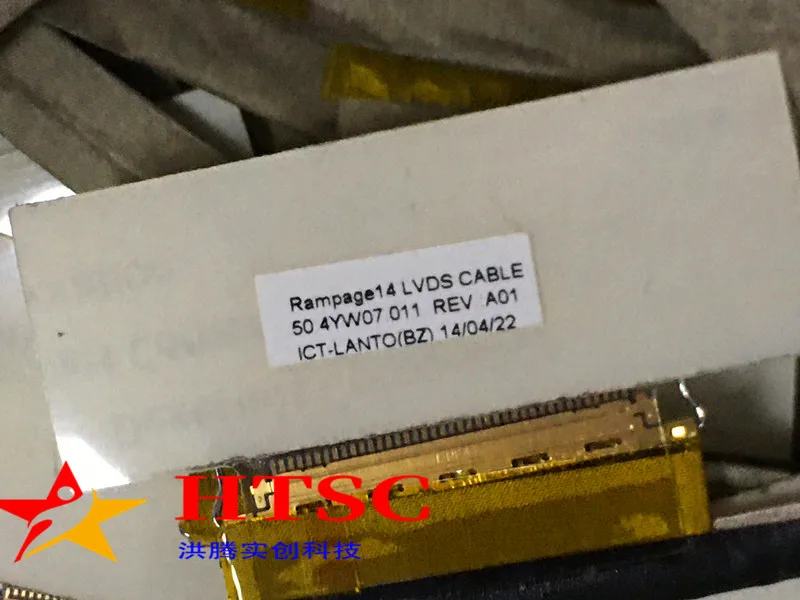 Rampage14 LVDS CABLE
50 4YW07 011 REV A01
ICT-LANTO(BZ) 14/04/22
HTSC
洪腾实创科技